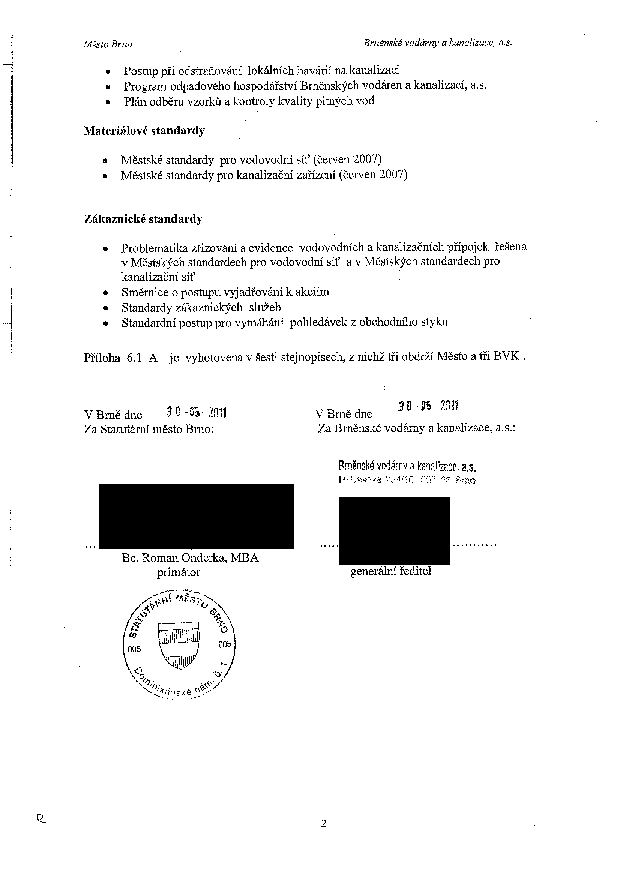 Město Brno Brněnské vodárny a kanalizace, a.s.
• Postup při odstraňování lokálních havárií na kanalizaci
• Program odpadového hospodářství Brněnských vodáren a kanalizací, a.s.
• Plán odběru vzorků a kontroly kvality pitných vod
Materiálové standardy
• Městské standardy pro vodovodní síť (červen 2007)
• Městské standardy pro kanalizační zařízení (červen 2007)
Zákaznické standardy
• Problematika zřizování a evidence vodovodních a kanalizačních přípojek řešena
v Městských standardech pro vodovodní síť a v Městských standardech pro
kanalizační síť
• Směrnice o postupu vyjadřování k akcím
• Standardy zákaznických služeb
• Standardní postup pro vymáhání pohledávek z obchodního styku
Příloha 6.1 A je vyhotovena v šesti stejnopisech, z nichž tři obdrží Město a tři BVK.
V Brně dne 30 -05- 2011 V Brně dne 30 -05- 2011
Za Statutární město Brno: Za Brněnské vodárny a kanalizace, a.s.:
Brněnské vodárny a kanalizace, a.s.
Brno
Bc. Roman Onderka, MBA
primátor generální ředitel
STATUTÁRNÍ MĚSTO BRNO
005 005
Dominikánské nám. č. 1
2